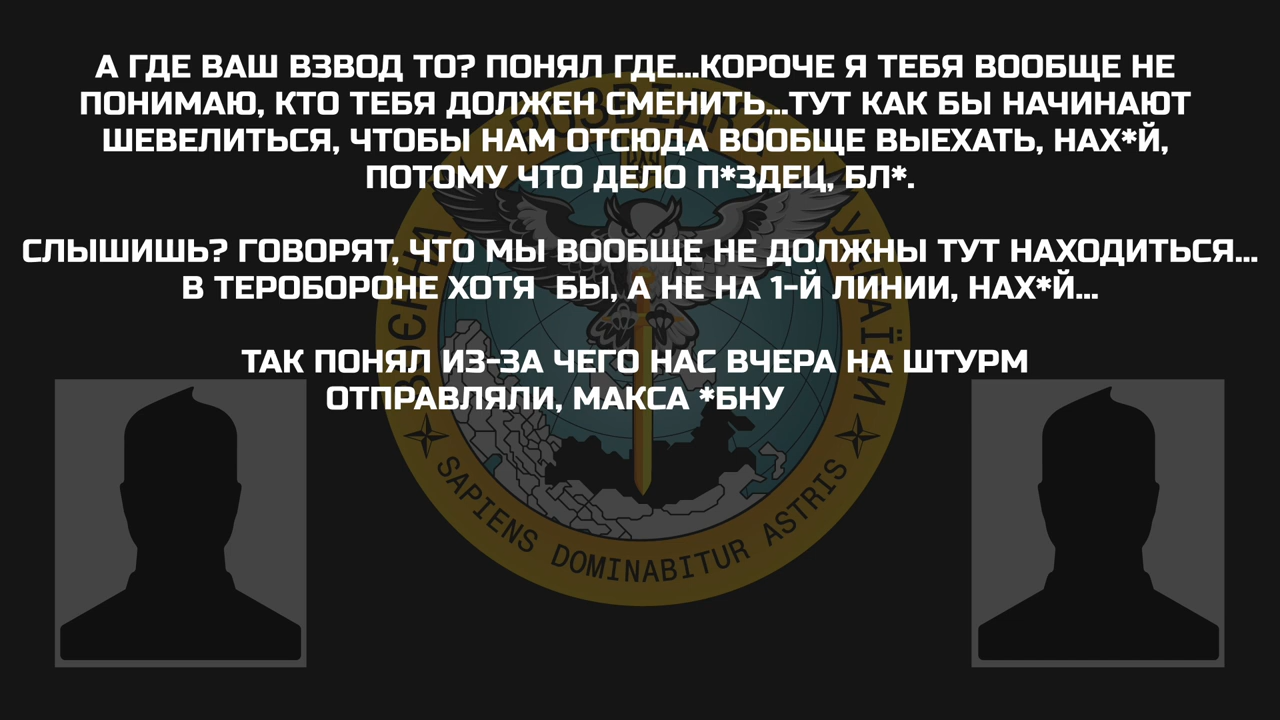 А ГДЕ ВАШ ВЗВОД ТО? ПОНЯЛ ГДЕ...КОРОЧЕ Я ТЕБЯ ВООБЩЕ НЕ
ПОНИМАЮ, КТО ТЕБЯ ДОЛЖЕН СМЕНИТЬ...ТУТ КАК БЫ НАЧИНАЮТ
ШЕВЕЛИТЬСЯ, ЧТОБЫ НАМ ОТСЮДА ВООБЩЕ ВЫЕХАТЬ, НАХ*Й,
ПОТОМУ ЧТО ДЕЛО П*ЗДЕЦ, БЛ*.
СЛЫШИШЬ? ГОВОРЯТ, ЧТО МЫ ВООБЩЕ НЕ ДОЛЖНЫ ТУТ НАХОДИТЬСЯ...
В ТЕРОБОРОНЕ ХОТЯ БЫ, А НЕ НА 1-Й ЛИНИИ, НАХ*Й...
ТАК ПОНЯЛ ИЗ-ЗА ЧЕГО НАС ВЧЕРА НА ШТУРМ
ОТПРАВЛЯЛИ, МАКСА *БНУ
ВОЄННА РОЗВІДКА УКРАЇНИ
SAPIENS DOMINABITUR ASTRIS